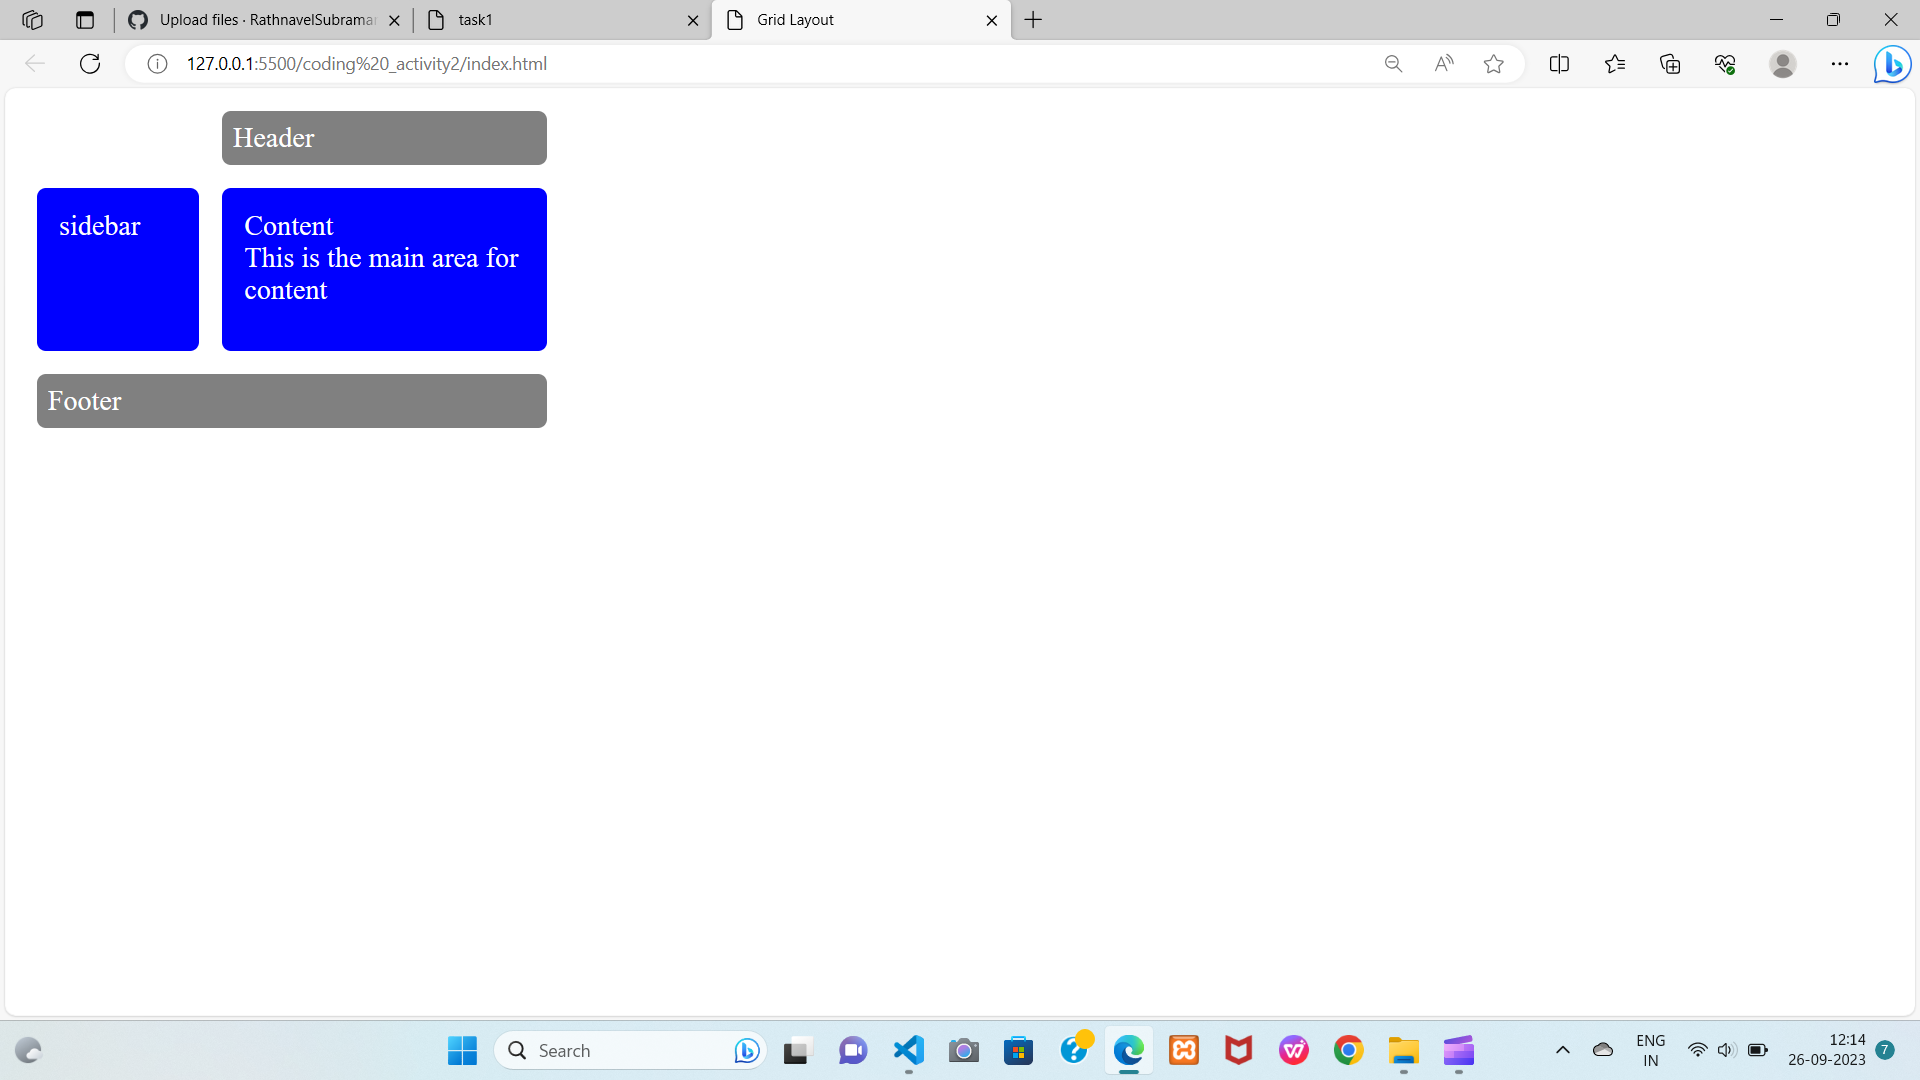 Upload files · RathnavelSubramar
task1
Grid Layout
127.0.0.1:5500/coding%20_activity2/index.html
Header
sidebar
Content
This is the main area for
content
Footer
Search
ENG
IN
12:14
26-09-2023
7